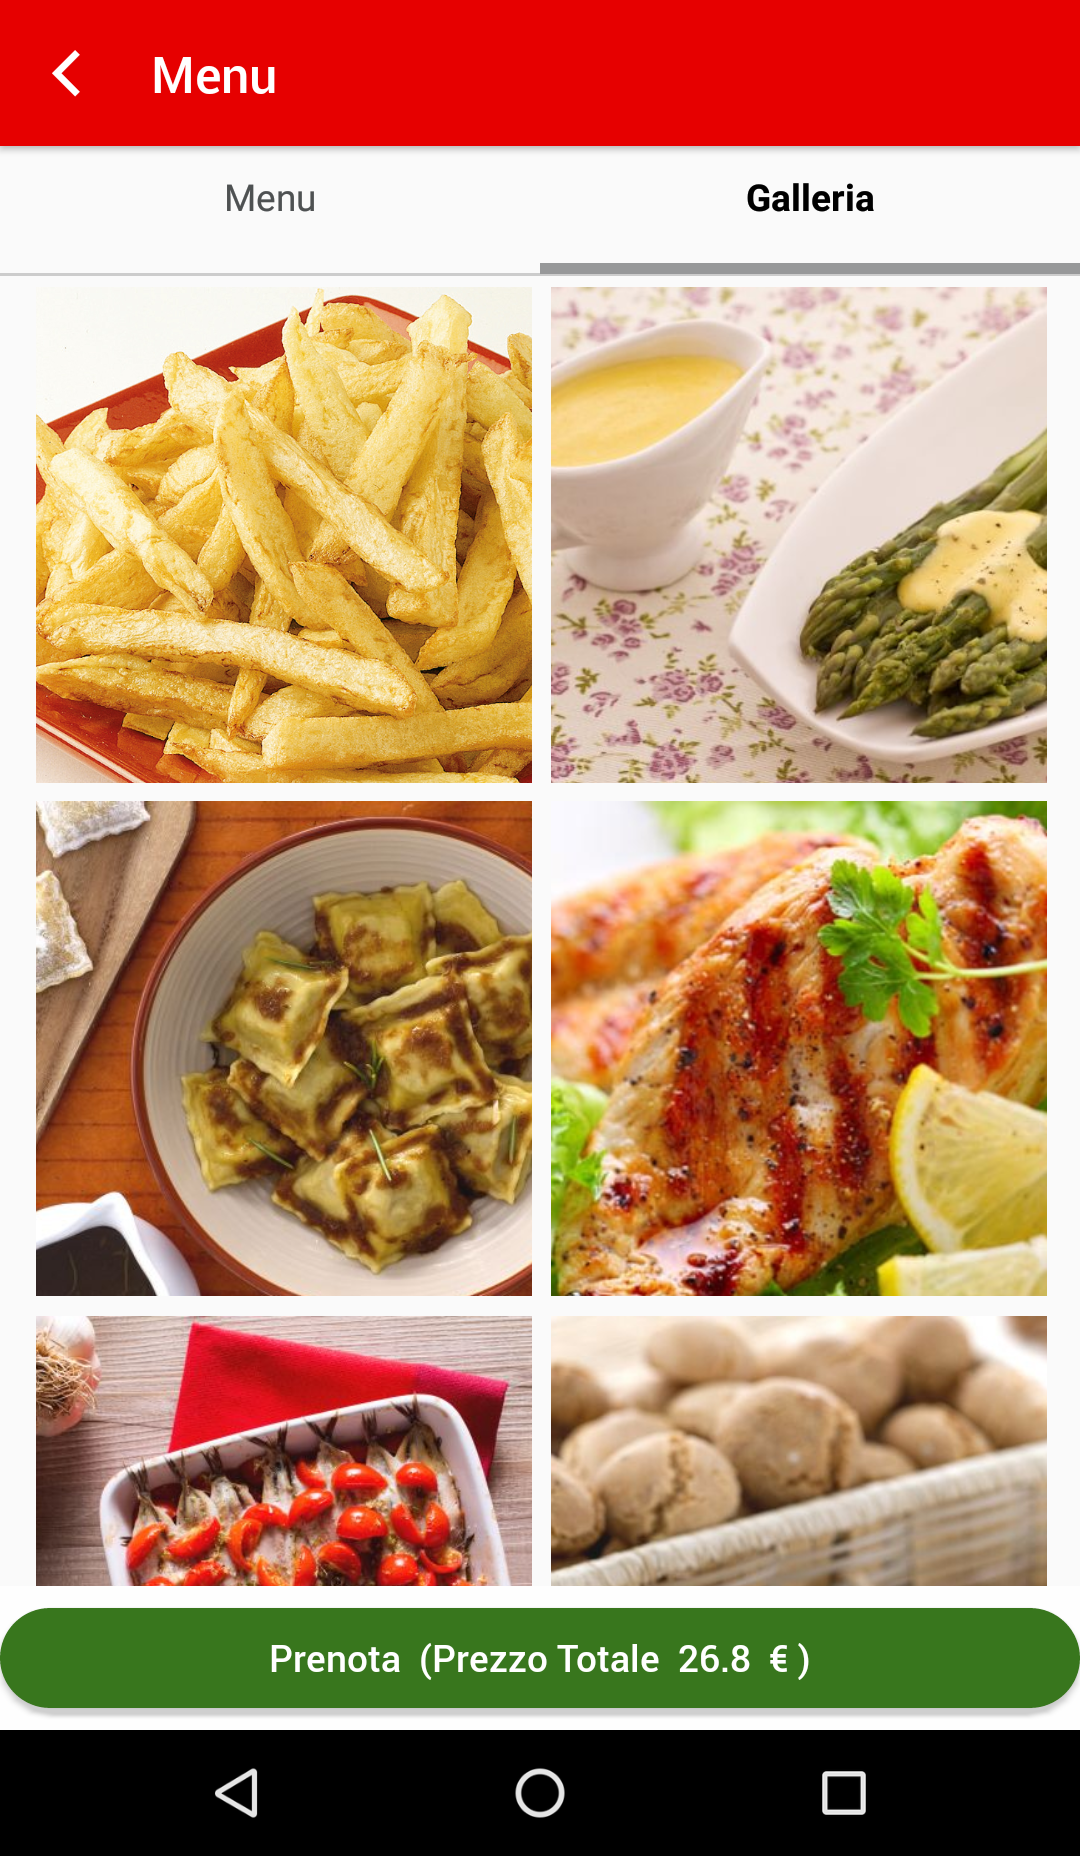 Menu
Menu
Galleria
Prenota (Prezzo Totale 26.8 € )